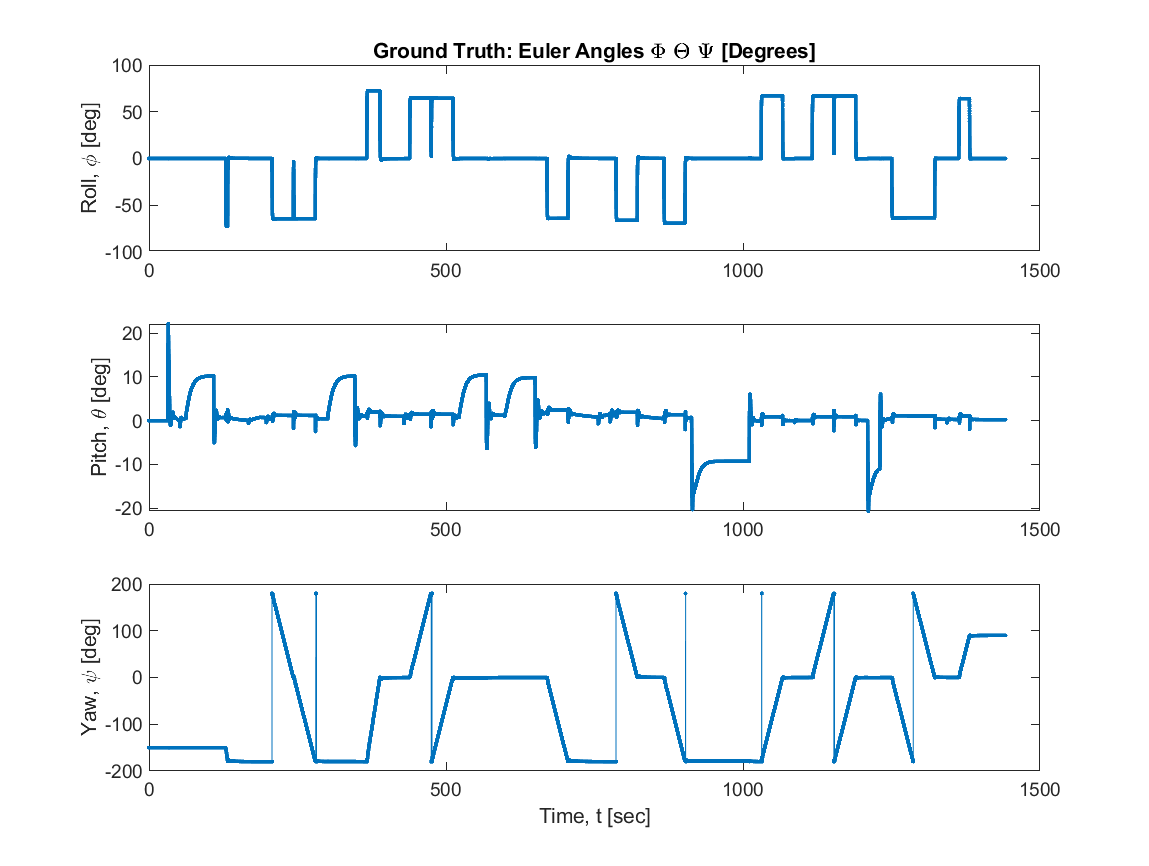 Ground Truth: Euler Angles Φ Θ Ψ [Degrees]
100
50
0
-50
-100
Roll, ϕ [deg]
0 500 1000 1500
20
10
0
-10
-20
Pitch, θ [deg]
0 500 1000 1500
200
100
0
-100
-200
Yaw, ψ [deg]
0 500 1000 1500
Time, t [sec]